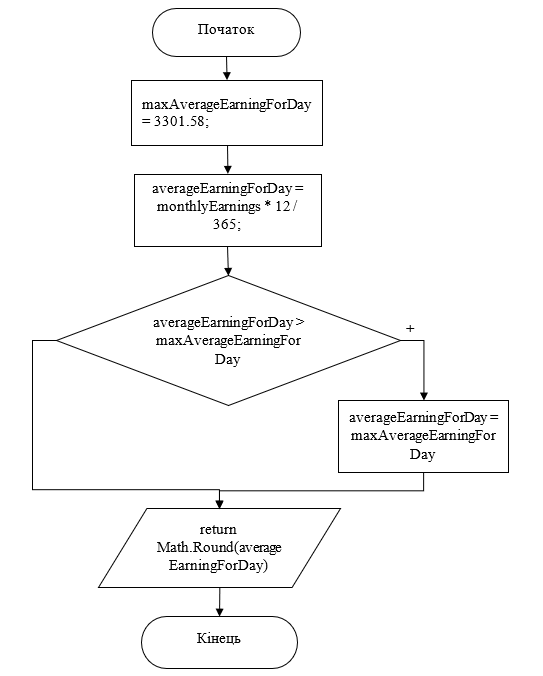 Початок
maxAverageEarningForDay
= 3301.58;
averageEarningForDay =
monthlyEarnings * 12 /
365;
averageEarningForDay >
maxAverageEarningFor
Day
+
averageEarningForDay =
maxAverageEarningFor
Day
return
Math.Round(average
EarningForDay)
Кінець